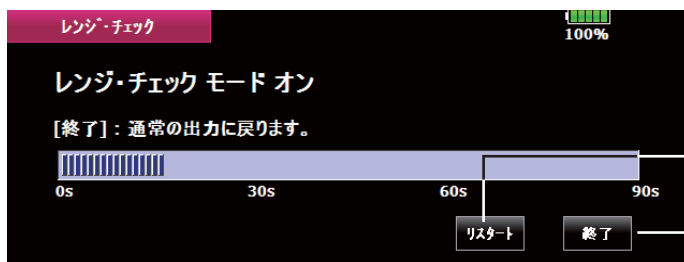 レンジ・チェック
100%
レンジ・チェック モード オン
[終了]：通常の出力に戻ります。
0s 30s 60s 90s
リスタート 終了